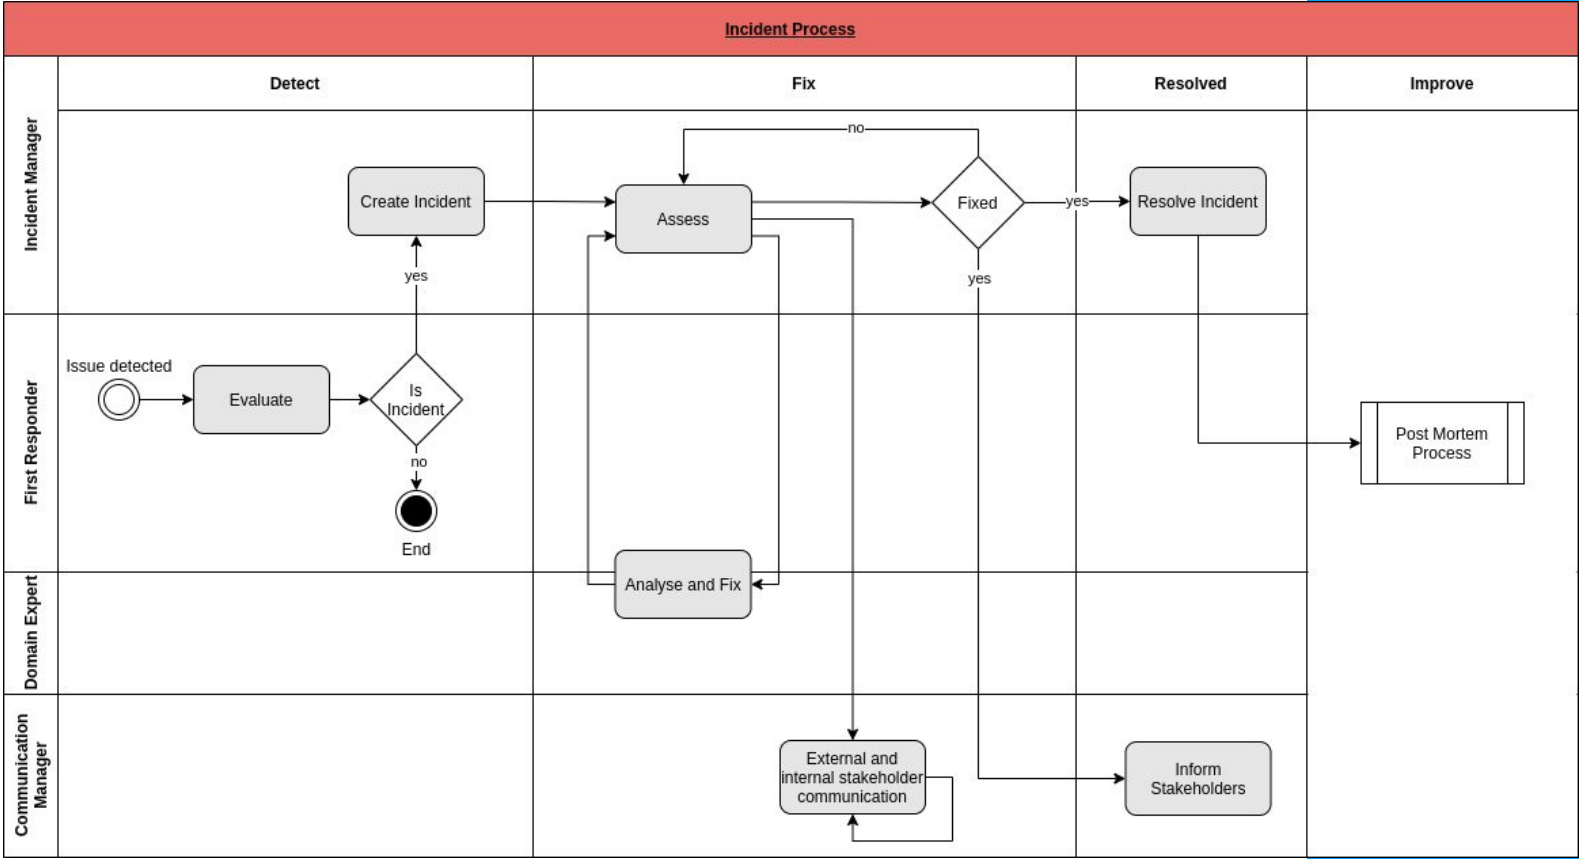 Incident Process
Detect
Fix
Resolved
Improve
Incident Manager
Create Incident
Assess
no
Fixed
yes
Resolve Incident
yes
yes
First Responder
Issue detected
Evaluate
Is
Incident
no
End
Post Mortem
Process
Domain Expert
Analyse and Fix
Communication
Manager
External and
internal stakeholder
communication
Inform
Stakeholders